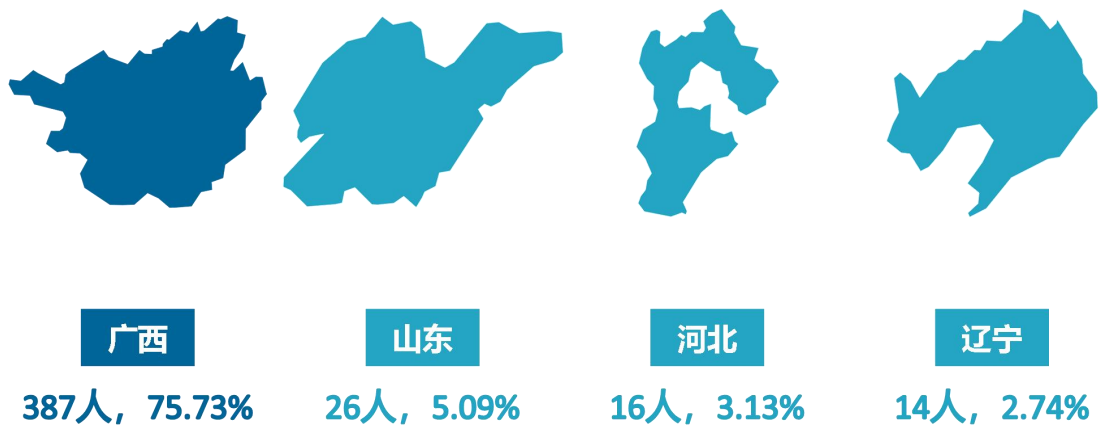 广西
山东
河北
辽宁
387人，75.73%
26人，5.09%
16人，3.13%
14人，2.74%